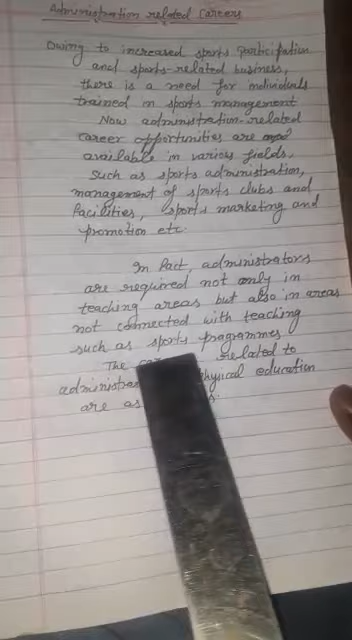 Administration related Careers
Owing to increased sports participation
and sports-related business,
there is a need for individuals
trained in sports management
Now administration-related
career opportunities are
available in various fields.
Such as sports administration,
management of sports clubs and
facilities, sports marketing and
promotion etc.
In fact, administrators
are required not only in
teaching areas but also in areas
not connected with teaching
such as sports programmes.
The related to
physical education
are as